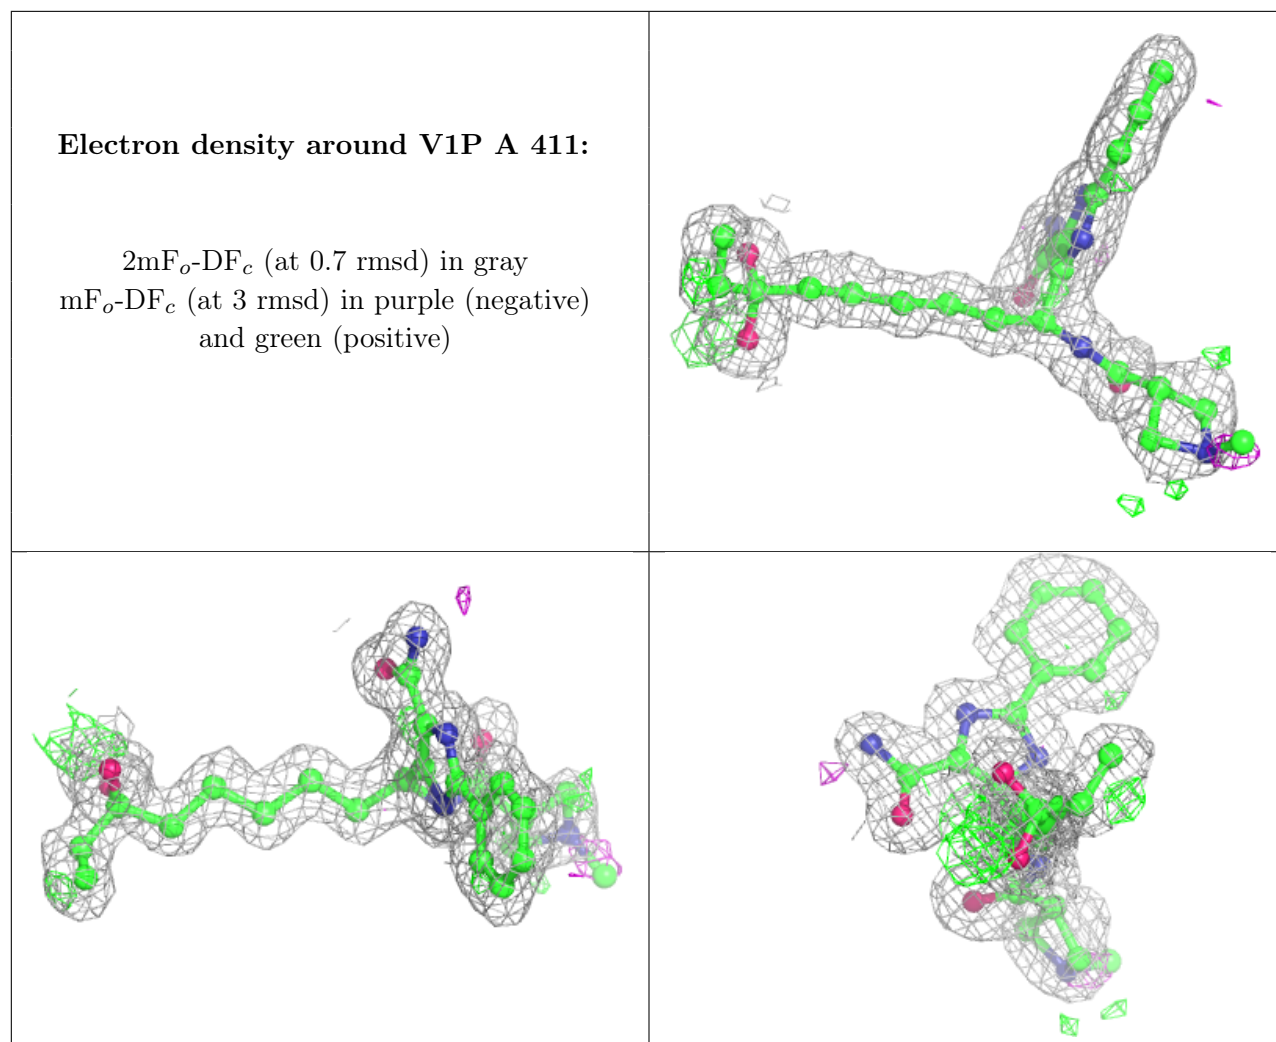 Electron density around V1P A 411:
2mFo-DFc (at 0.7 rmsd) in gray
mFo-DFc (at 3 rmsd) in purple (negative)
and green (positive)